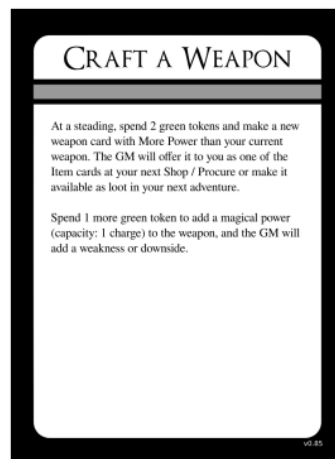 CRAFT A WEAPON
At a steading, spend 2 green tokens and make a new
weapon card with More Power than your current
weapon. The GM will offer it to you as one of the
Item cards at your next Shop / Procure or make it
available as loot in your next adventure.
Spend 1 more green token to add a magical power
(capacity: 1 charge) to the weapon, and the GM will
add a weakness or downside.
v0.85